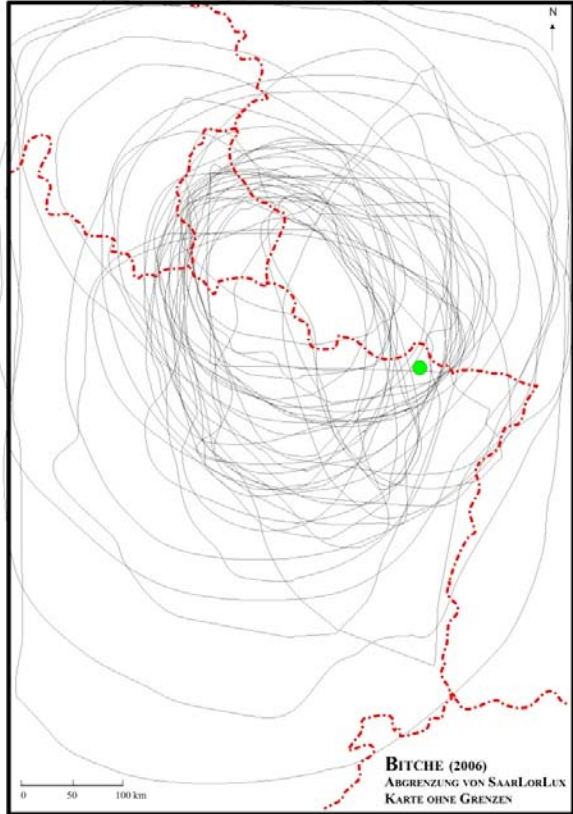 N
BITCHE (2006)
ABGRENZUNG VON SAARLORLUX
KARTE OHNE GRENZEN
0 50 100 km